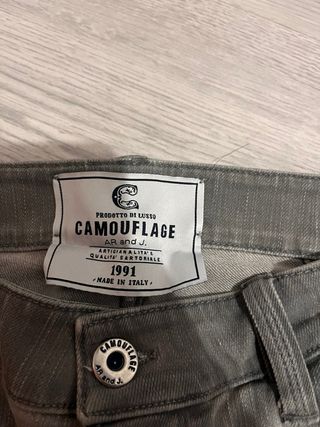 C
PRODOTTO DI LUSSO
CAMOUFLAGE
AR and J.
ARTIGIANALITA' E
QUALITA' SARTORIALE
1991
- MADE IN ITALY -
CAMOUFLAGE
AR and J.